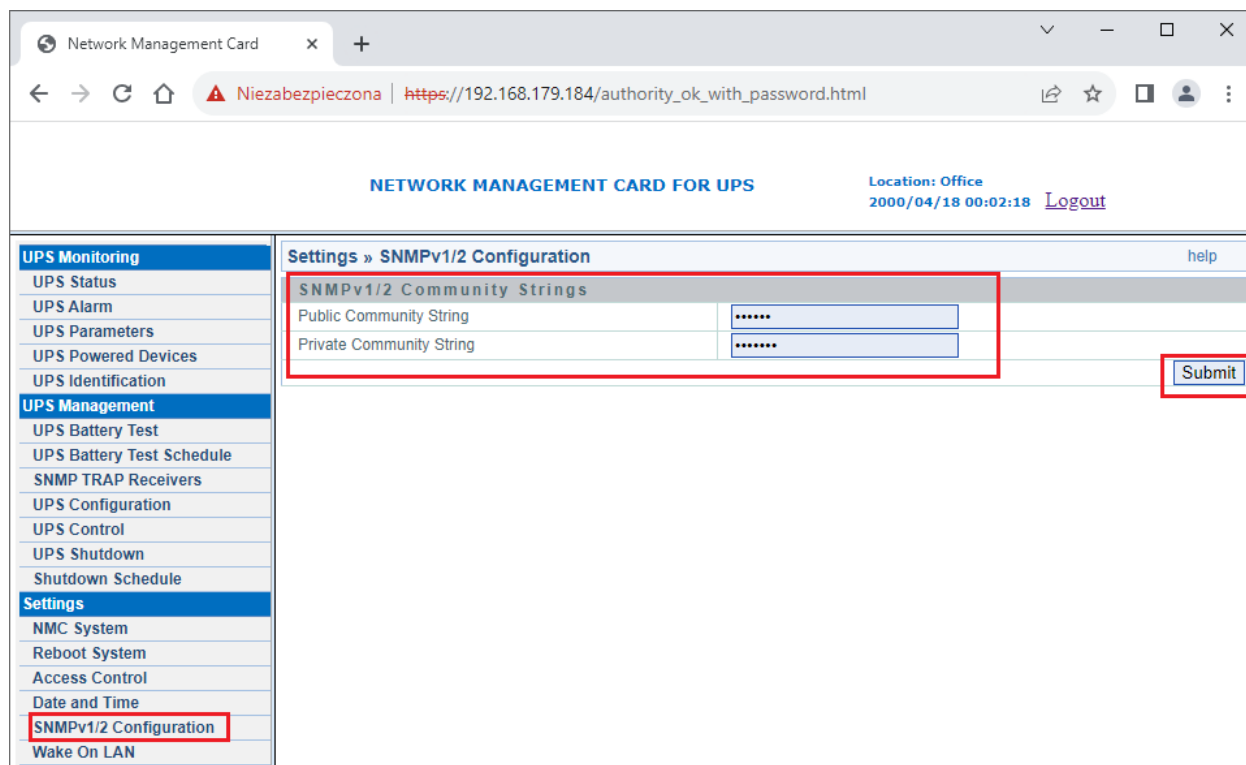 Network Management Card
Niezabezpieczona | https://192.168.179.184/authority_ok_with_password.html
NETWORK MANAGEMENT CARD FOR UPS
Location: Office
2000/04/18 00:02:18 Logout
UPS Monitoring
UPS Status
UPS Alarm
UPS Parameters
UPS Powered Devices
UPS Identification
UPS Management
UPS Battery Test
UPS Battery Test Schedule
SNMP TRAP Receivers
UPS Configuration
UPS Control
UPS Shutdown
Shutdown Schedule
Settings
NMC System
Reboot System
Access Control
Date and Time
SNMPv1/2 Configuration
Wake On LAN
Settings » SNMPv1/2 Configuration help
SNMPv1/2 Community Strings
Public Community String ••••••
Private Community String •••••••
Submit